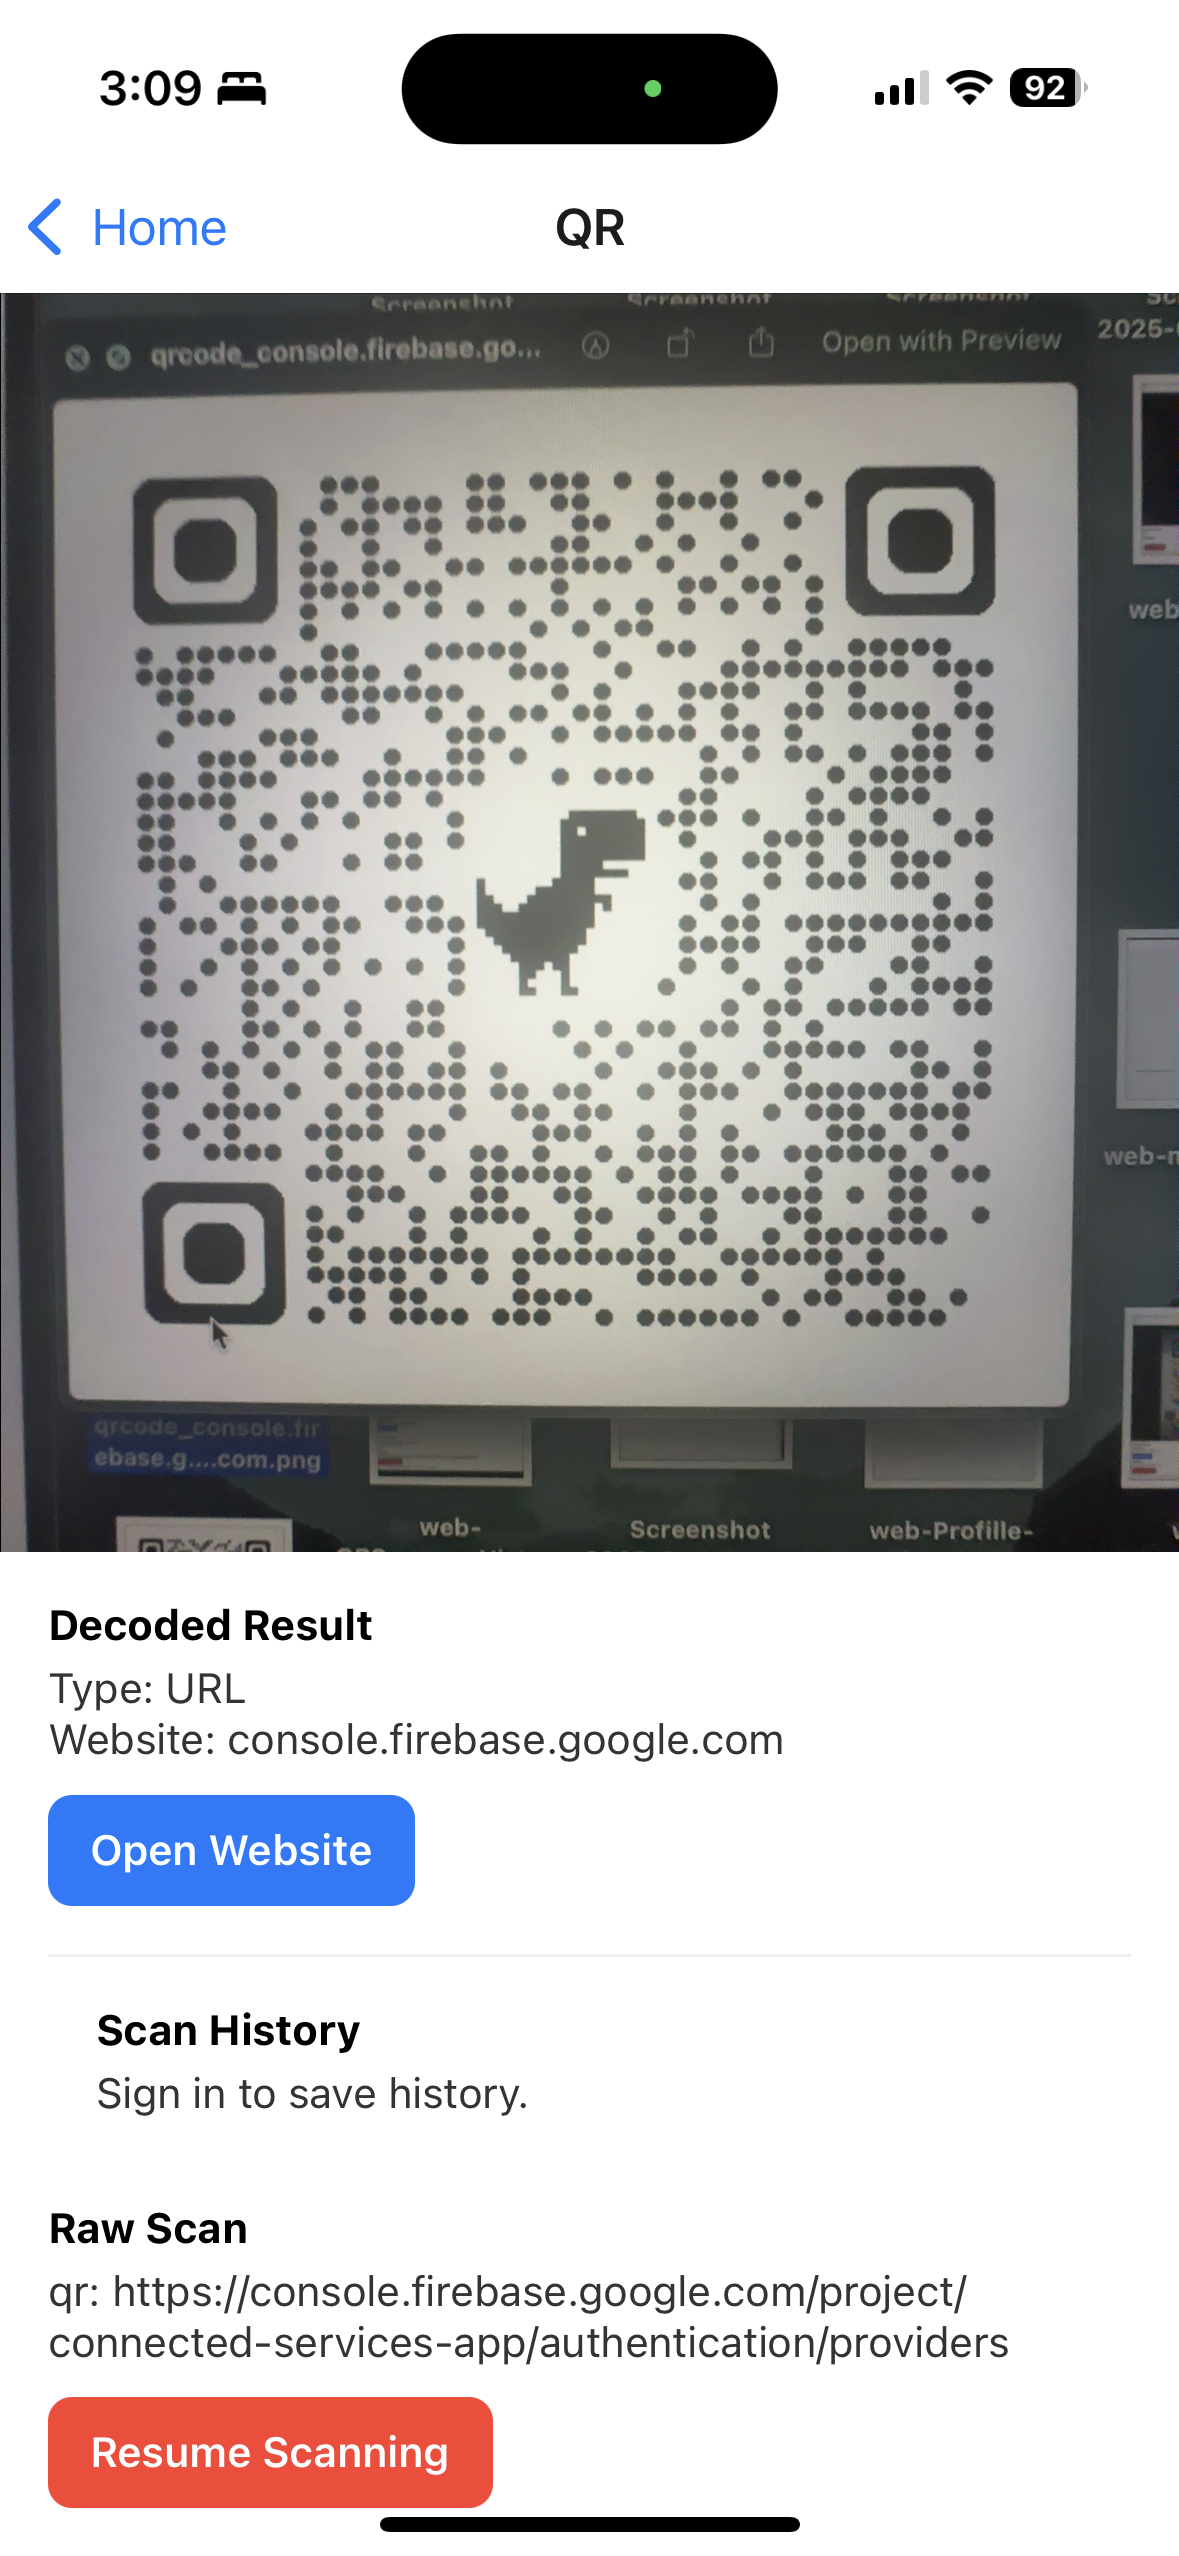 3:09
92
Home
QR
Screenshot Screenshot Screenshot
qrcode_console.firebase.go... Open with Preview
2025-
web
web-
qrcode_console.fir
ebase.g....com.png
web- Screenshot web-Profille-
Decoded Result
Type: URL
Website: console.firebase.google.com
Open Website
Scan History
Sign in to save history.
Raw Scan
qr: https://console.firebase.google.com/project/
connected-services-app/authentication/providers
Resume Scanning